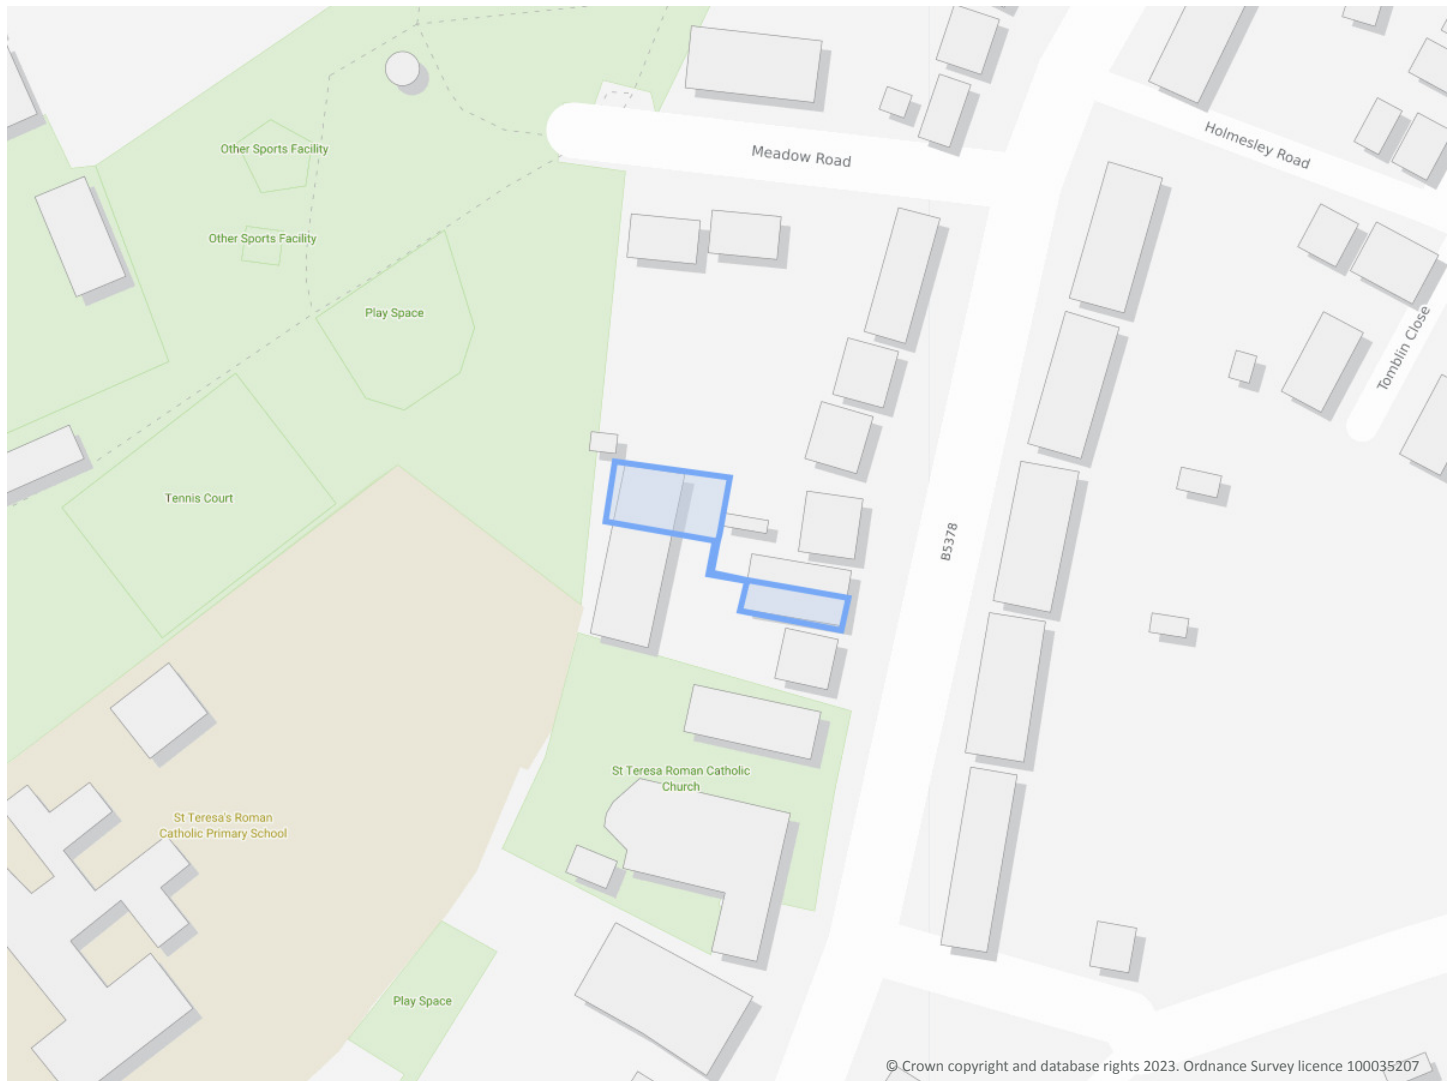 Holmesley Road
Other Sports Facility
Meadow Road
Other Sports Facility
Play Space
Tomblin Close
Tennis Court
B5378
St Teresa Roman Catholic
Church
St Teresa's Roman
Catholic Primary School
Play Space
© Crown copyright and database rights 2023. Ordnance Survey licence 100035207